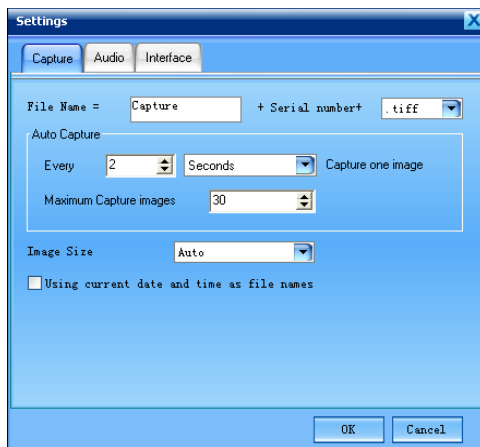 Settings
Capture Audio Interface
File Name = Capture + Serial number+ .tiff
Auto Capture
Every 2 Seconds Capture one image
Maximum Capture images 30
Image Size Auto
Using current date and time as file names
OK Cancel